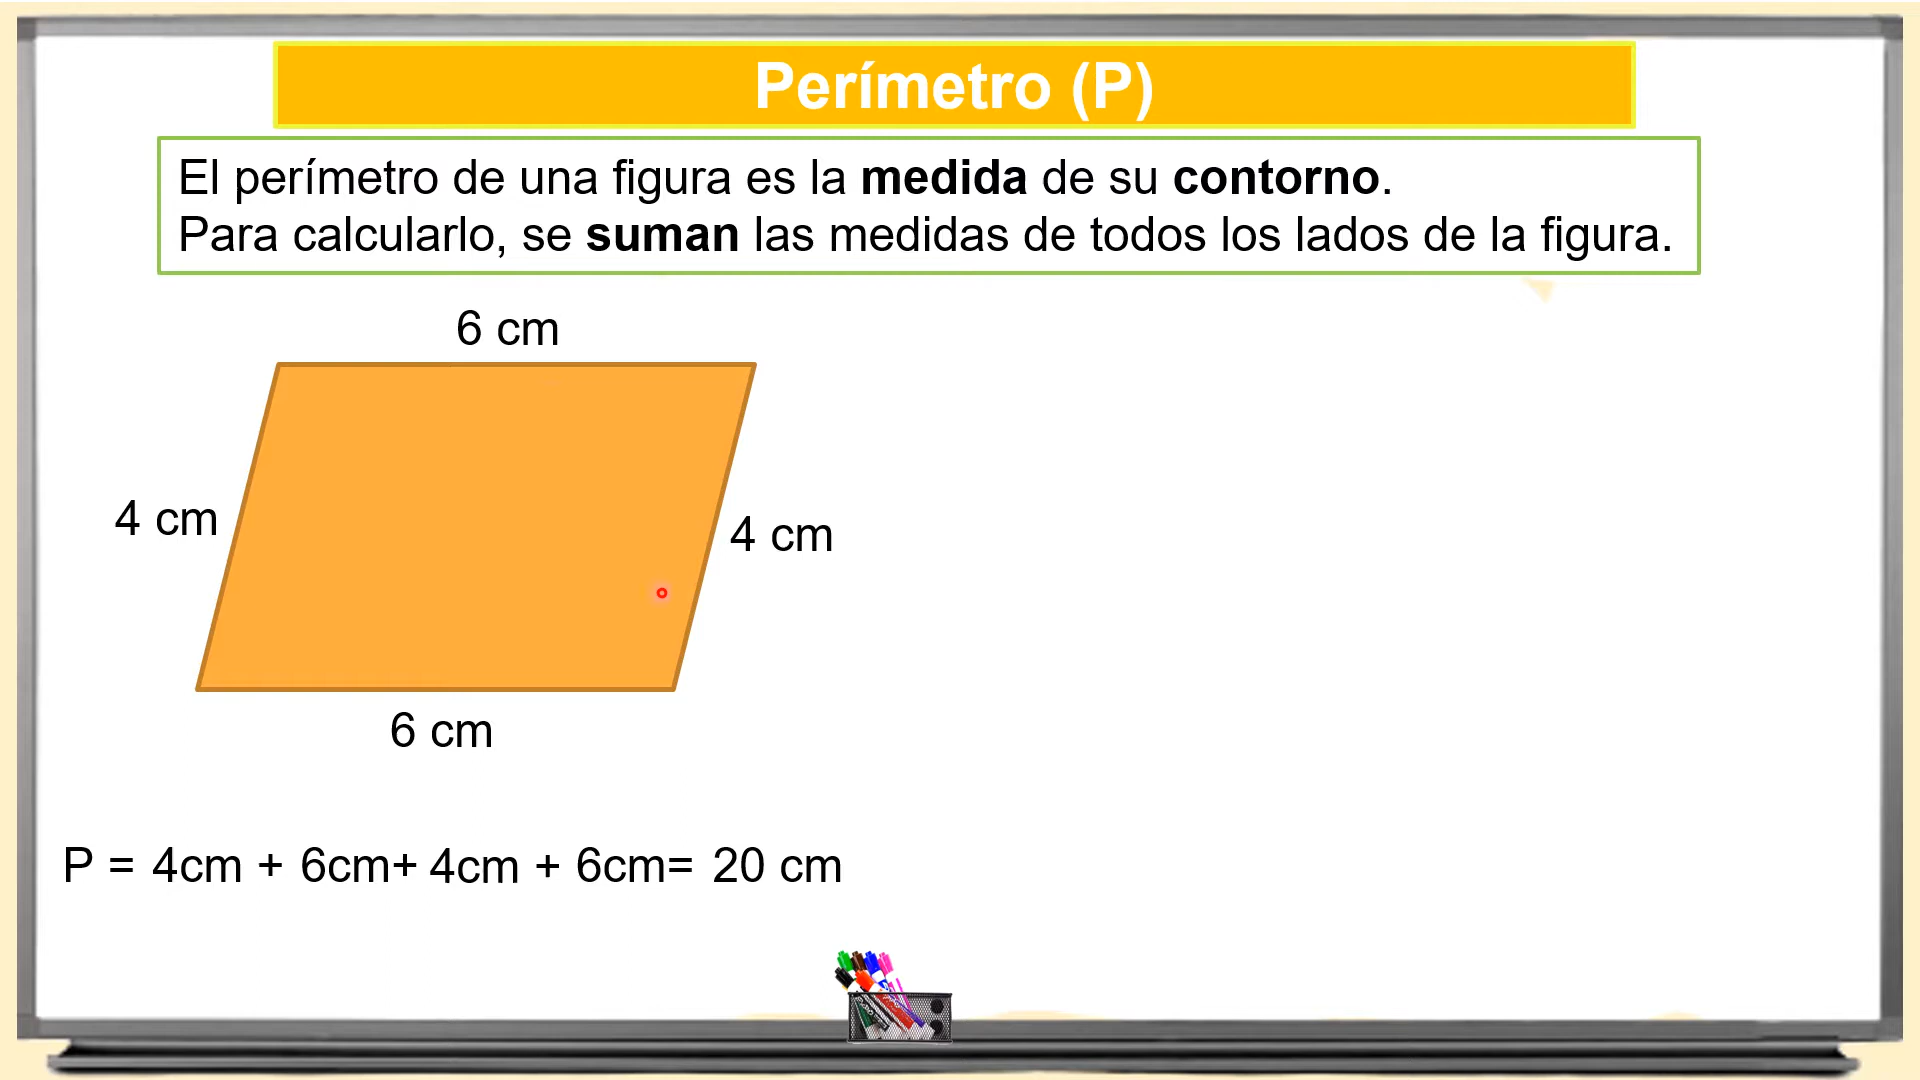 Perímetro (P)
El perímetro de una figura es la medida de su contorno.
Para calcularlo, se suman las medidas de todos los lados de la figura.
6 cm
4 cm
4 cm
6 cm
P = 4cm + 6cm+ 4cm + 6cm= 20 cm